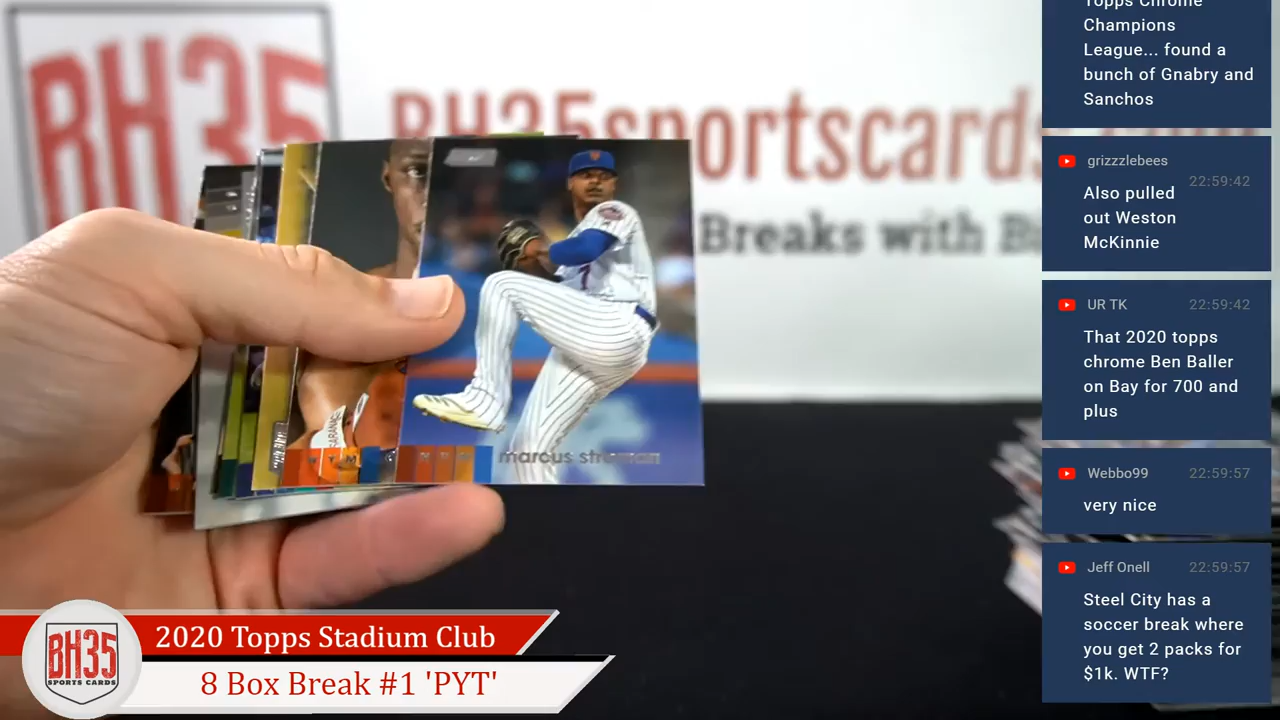 BH35
BH35sportscards
Breaks with Bi
marcus stroman
7
2020 Topps Stadium Club
8 Box Break #1 'PYT'
BH35
SPORTS CARDS
Topps Chrome
Champions
League... found a
bunch of Gnabry and
Sanchos
grizzzlebees
22:59:42
Also pulled
out Weston
McKinnie
UR TK
22:59:42
That 2020 topps
chrome Ben Baller
on Bay for 700 and
plus
Webbo99
22:59:57
very nice
Jeff Onell
22:59:57
Steel City has a
soccer break where
you get 2 packs for
$1k. WTF?